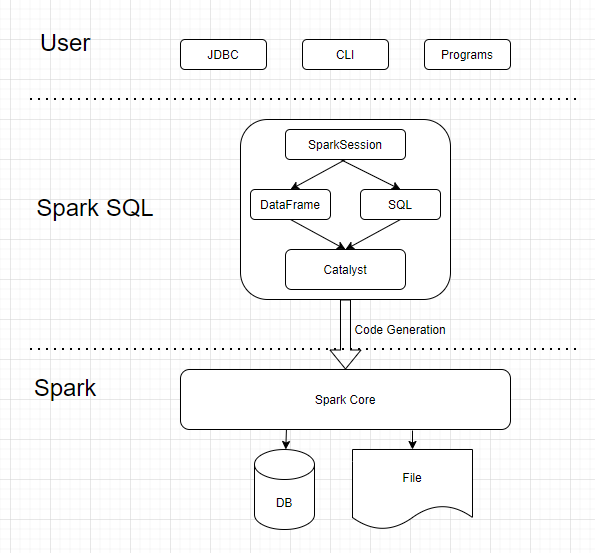 User
JDBC
CLI
Programs
SparkSession
Spark SQL
DataFrame
SQL
Catalyst
Code Generation
Spark
Spark Core
DB
File